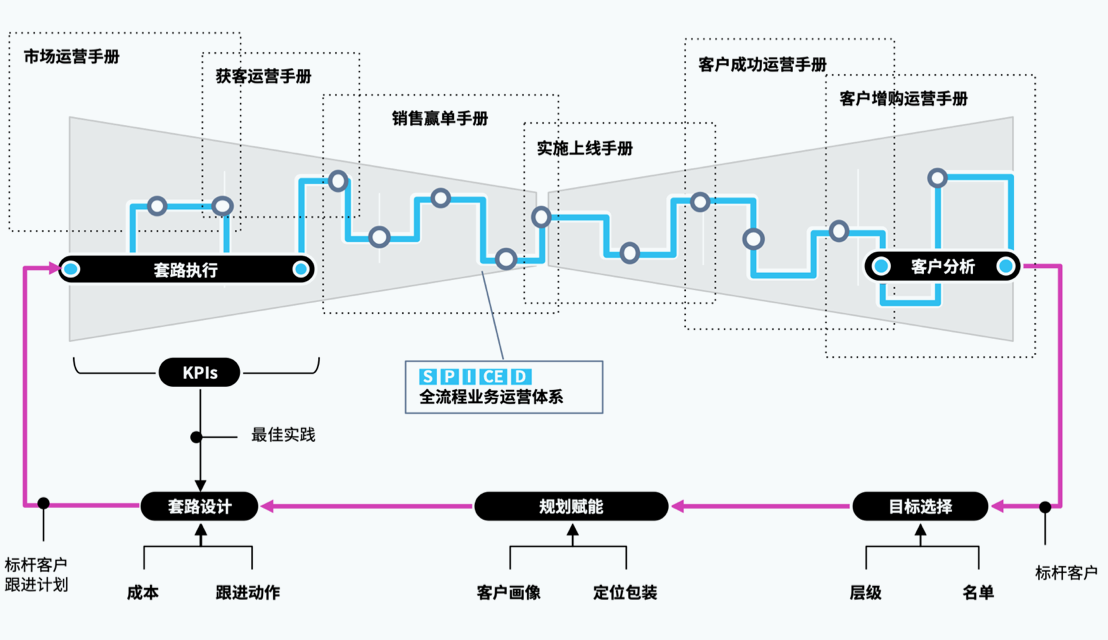 市场运营手册
获客运营手册
销售赢单手册
实施上线手册
客户成功运营手册
客户增购运营手册
套路执行
客户分析
KPIs
SPICED
全流程业务运营体系
最佳实践
套路设计
规划赋能
目标选择
标杆客户
跟进计划
成本
跟进动作
客户画像
定位包装
层级
名单
标杆客户